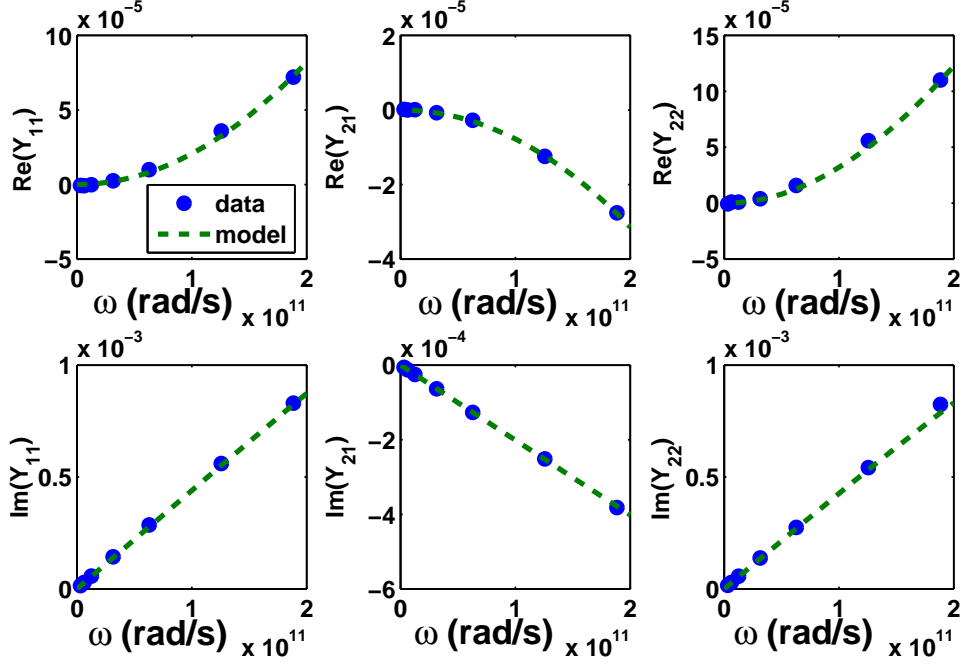 x 10⁻⁵
10
5
0
−5
Re(Y₁₁)
data
model
0 1 2
ω (rad/s) x 10¹¹
x 10⁻⁵
2
0
−2
−4
Re(Y₂₁)
0 1 2
ω (rad/s) x 10¹¹
x 10⁻⁵
15
10
5
0
−5
Re(Y₂₂)
0 1 2
ω (rad/s) x 10¹¹
x 10⁻³
1
0.5
0
Im(Y₁₁)
0 1 2
ω (rad/s) x 10¹¹
x 10⁻⁴
0
−2
−4
−6
Im(Y₂₁)
0 1 2
ω (rad/s) x 10¹¹
x 10⁻³
1
0.5
0
Im(Y₂₂)
0 1 2
ω (rad/s) x 10¹¹